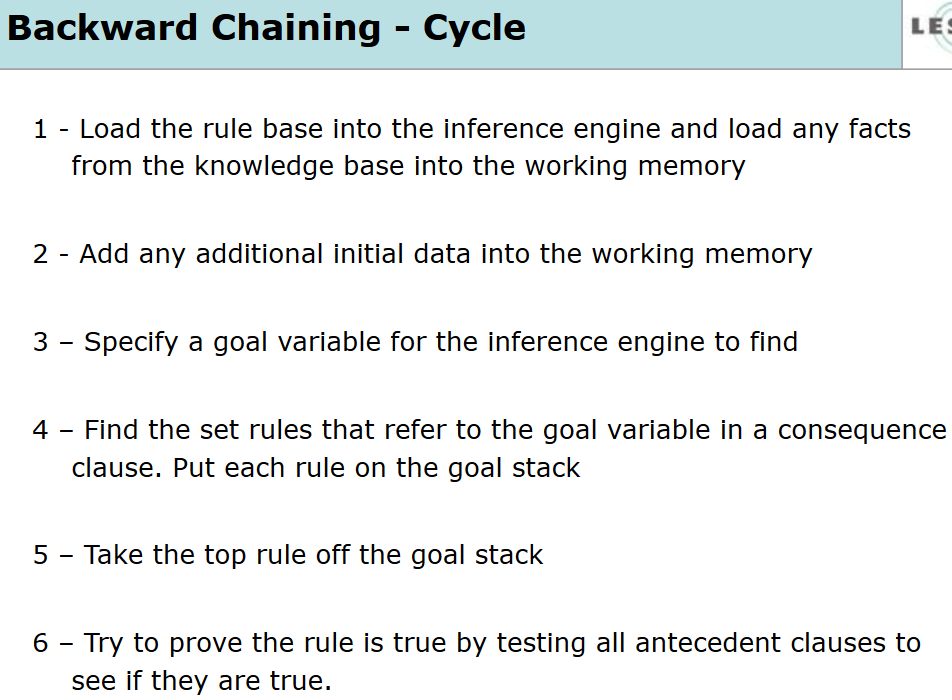 Backward Chaining - Cycle
LES
1 - Load the rule base into the inference engine and load any facts
from the knowledge base into the working memory
2 - Add any additional initial data into the working memory
3 – Specify a goal variable for the inference engine to find
4 – Find the set rules that refer to the goal variable in a consequence
clause. Put each rule on the goal stack
5 – Take the top rule off the goal stack
6 – Try to prove the rule is true by testing all antecedent clauses to
see if they are true.